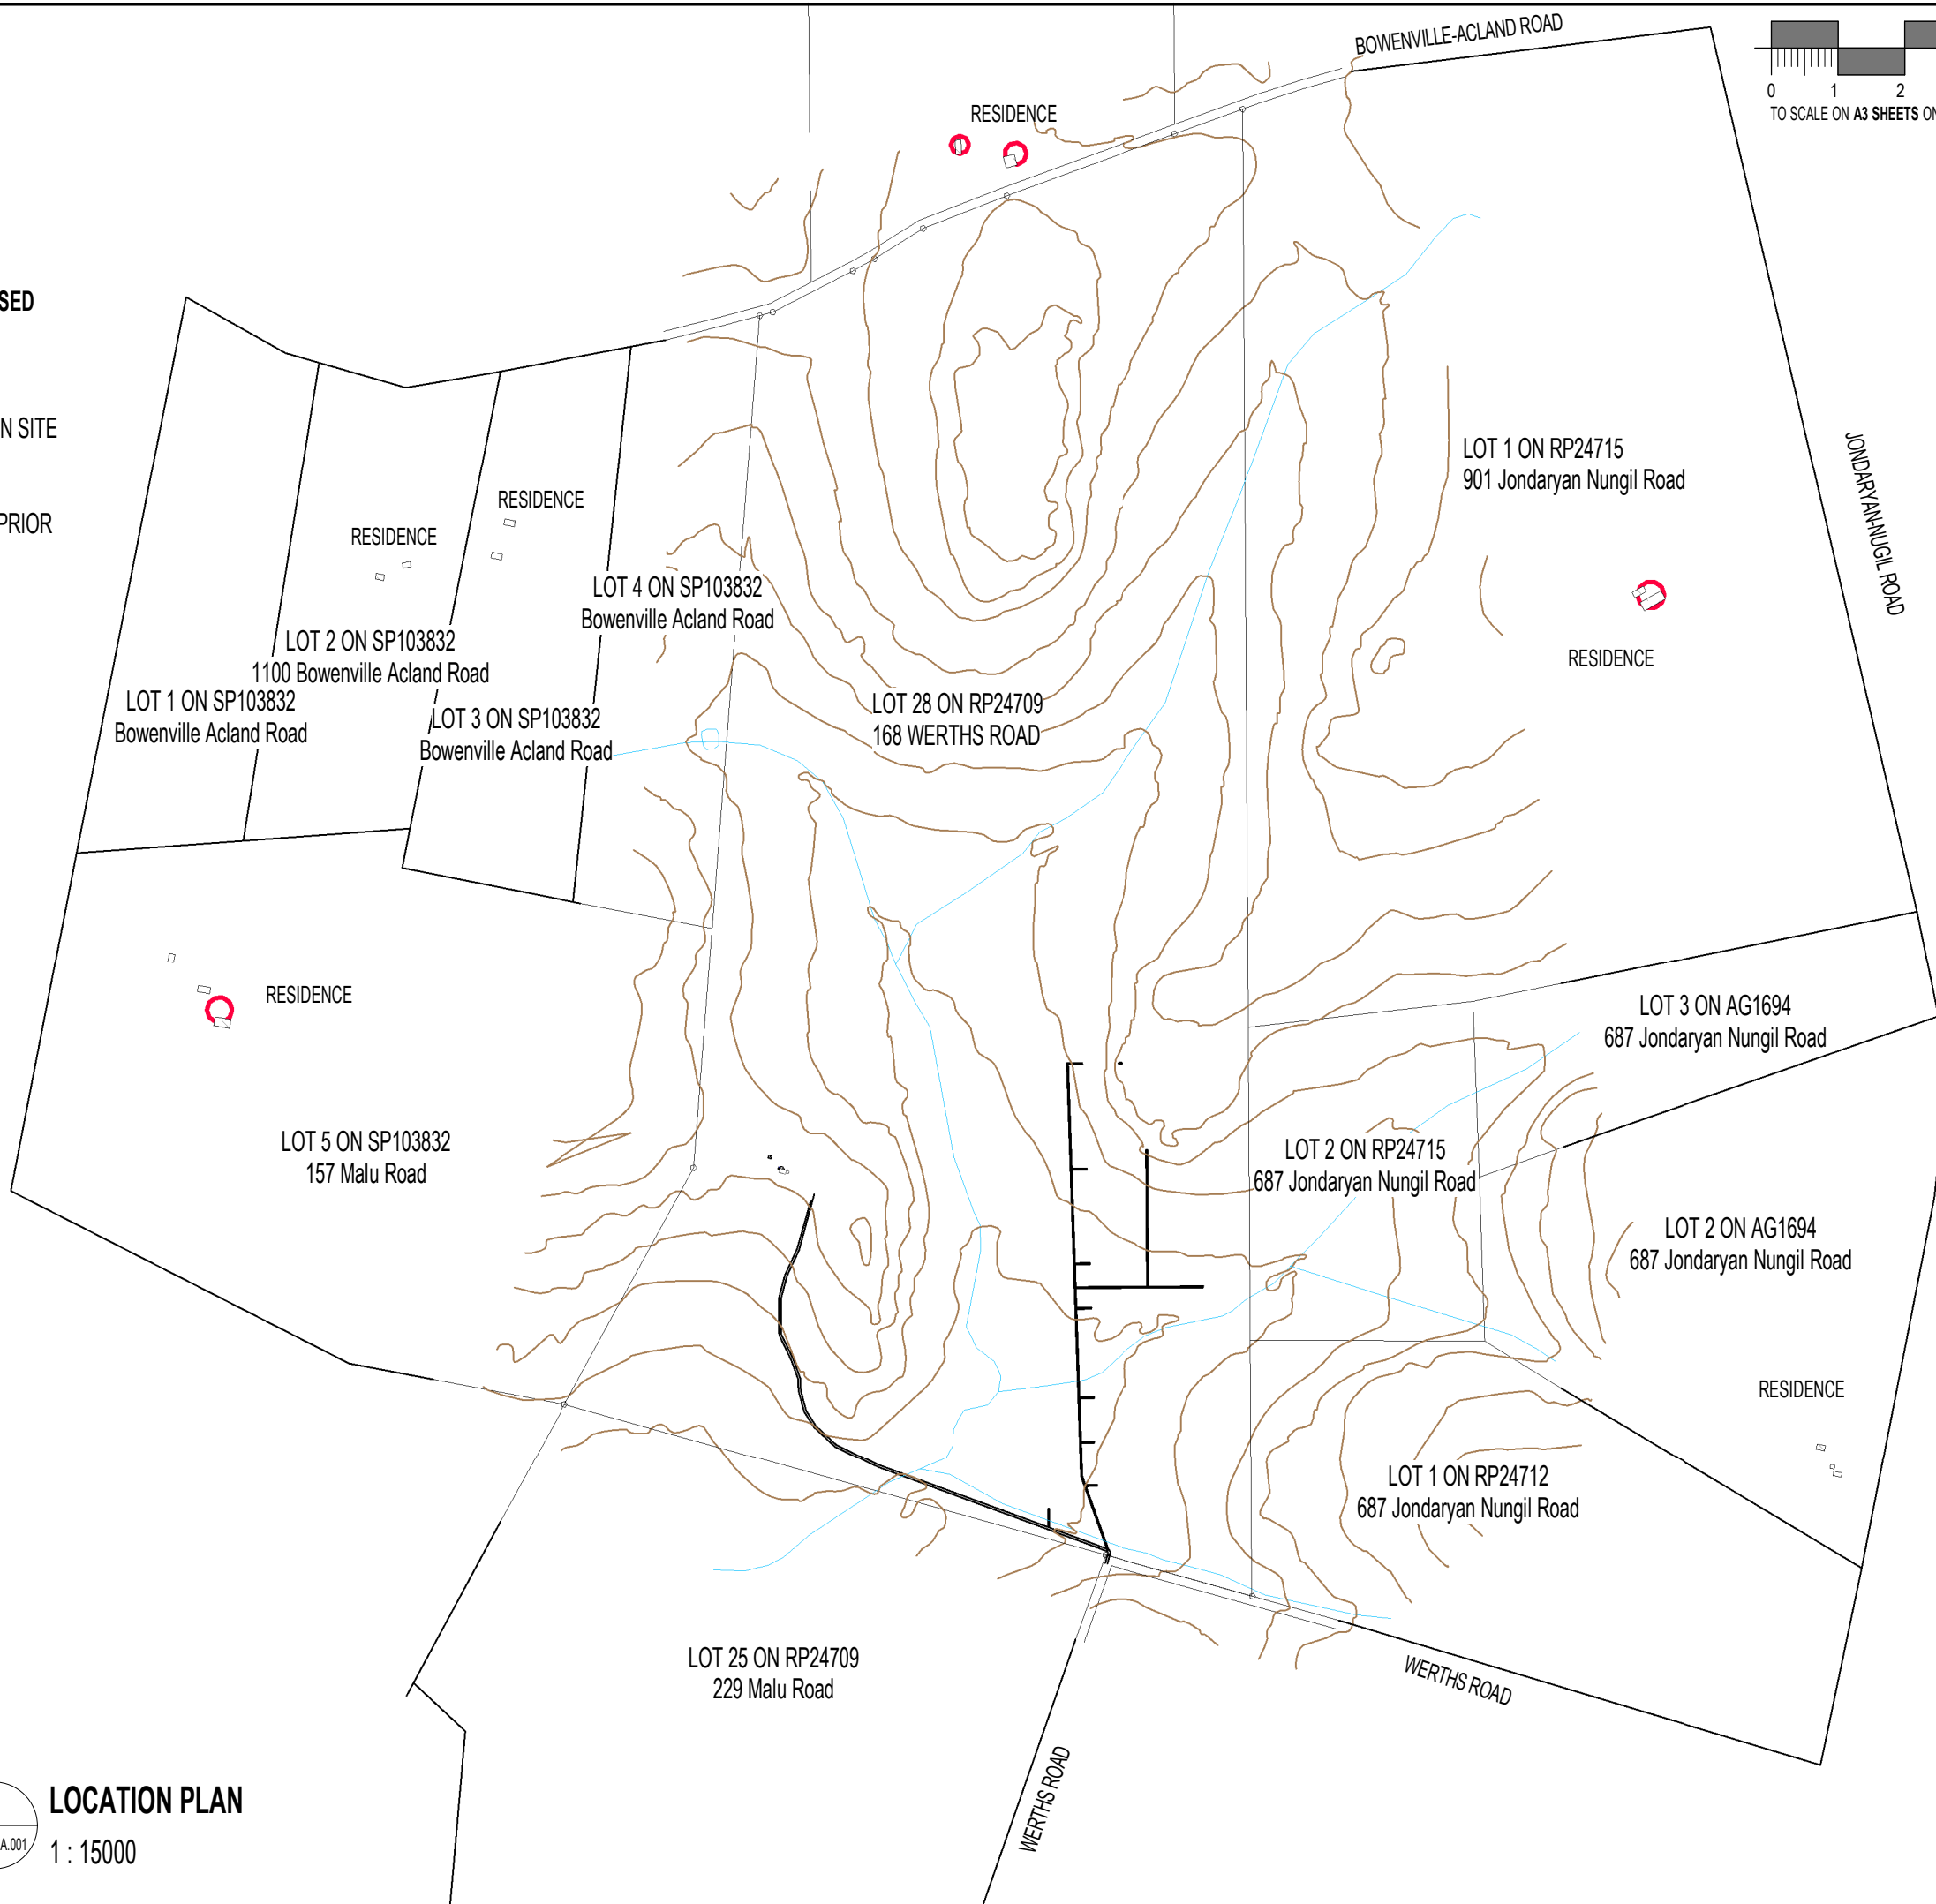 BOWENVILLE-ACLAND ROAD
0 1 2
TO SCALE ON A3 SHEETS ON
RESIDENCE
SED
N SITE
PRIOR
LOT 1 ON RP24715
901 Jondaryan Nungil Road
JONDARYAN-NUGIL ROAD
RESIDENCE
RESIDENCE
LOT 4 ON SP103832
Bowenville Acland Road
LOT 2 ON SP103832
1100 Bowenville Acland Road
RESIDENCE
LOT 1 ON SP103832
Bowenville Acland Road
LOT 3 ON SP103832
Bowenville Acland Road
LOT 28 ON RP24709
168 WERTHS ROAD
RESIDENCE
LOT 3 ON AG1694
687 Jondaryan Nungil Road
LOT 5 ON SP103832
157 Malu Road
LOT 2 ON RP24715
687 Jondaryan Nungil Road
LOT 2 ON AG1694
687 Jondaryan Nungil Road
RESIDENCE
LOT 1 ON RP24712
687 Jondaryan Nungil Road
LOT 25 ON RP24709
229 Malu Road
WERTHS ROAD
WERTHS ROAD
LOCATION PLAN
A.001
1 : 15000